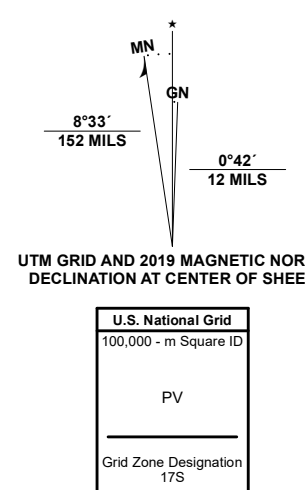 ★
MN
GN
8°33´
152 MILS
0°42´
12 MILS
UTM GRID AND 2019 MAGNETIC NOR
DECLINATION AT CENTER OF SHEE
U.S. National Grid
100,000 - m Square ID
PV
Grid Zone Designation
17S